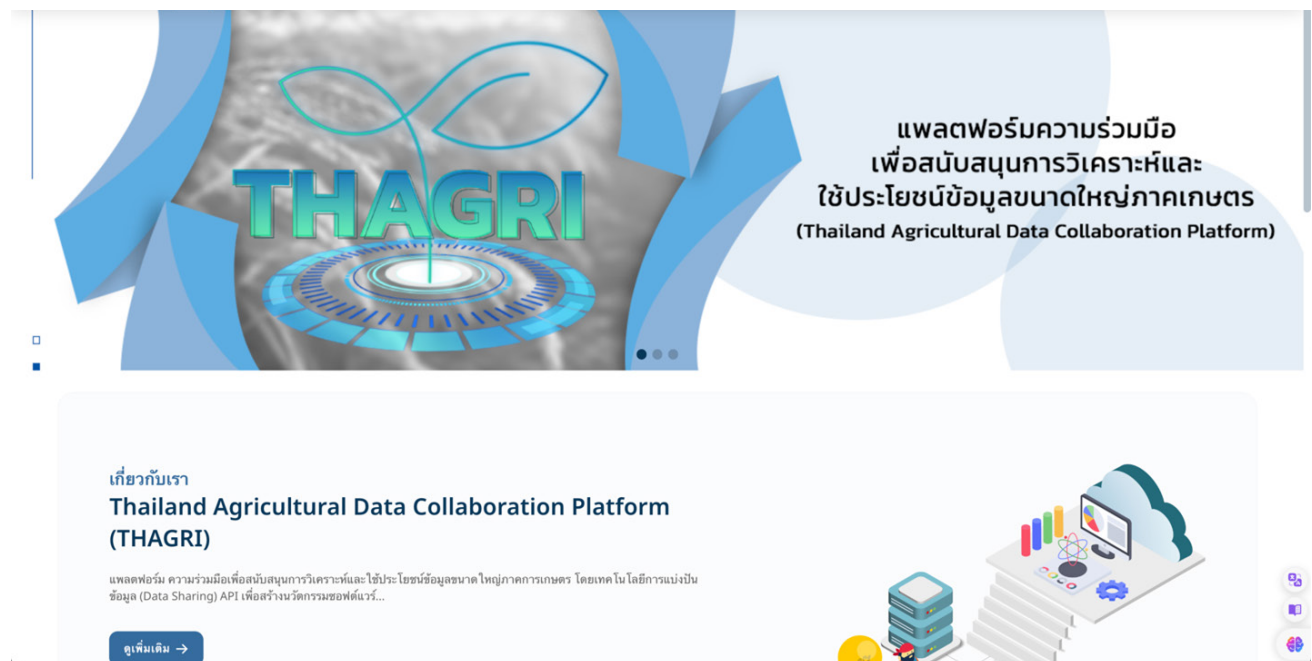 THAGRI
แพลตฟอร์มความร่วมมือ
เพื่อสนับสนุนการวิเคราะห์และ
ใช้ประโยชน์ข้อมูลขนาดใหญ่ภาคเกษตร
(Thailand Agricultural Data Collaboration Platform)
เกี่ยวกับเรา
Thailand Agricultural Data Collaboration Platform
(THAGRI)
แพลตฟอร์ม ความร่วมมือเพื่อสนับสนุนการวิเคราะห์และใช้ประโยชน์ข้อมูลขนาดใหญ่ภาคการเกษตร โดยเทคโนโลยีการแบ่งปัน
ข้อมูล (Data Sharing) API เพื่อสร้างนวัตกรรมซอฟต์แวร์...
ดูเพิ่มเติม →